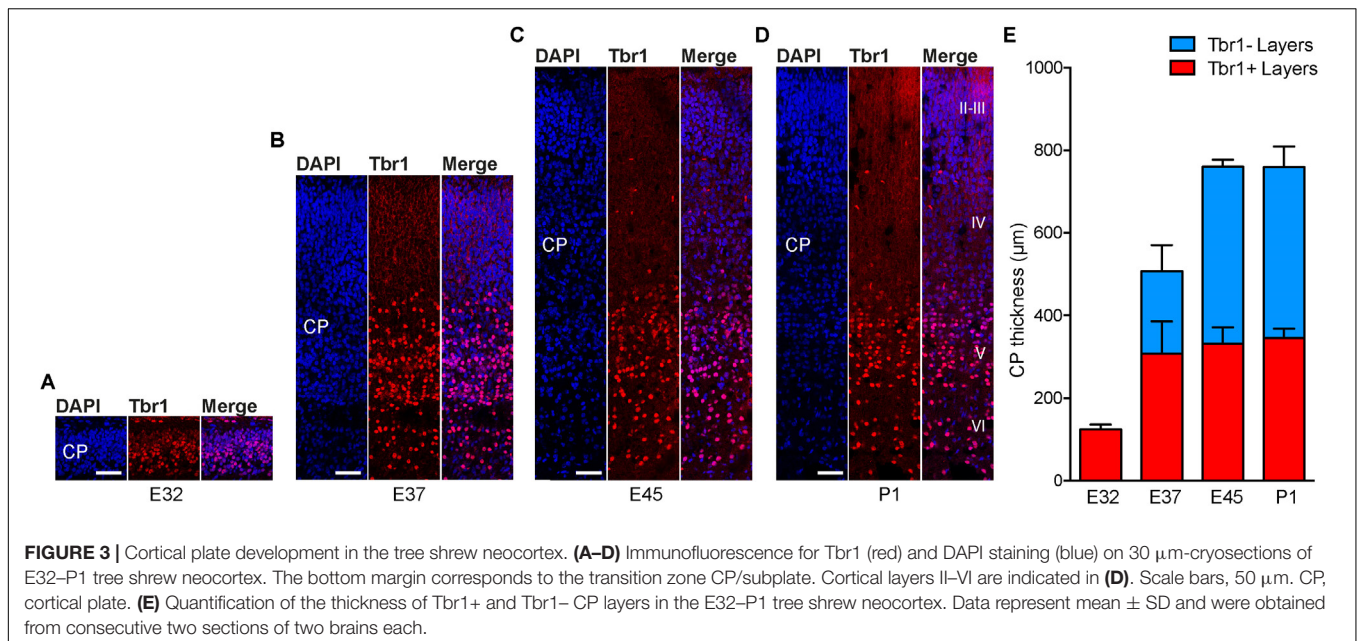 A
DAPI Tbr1 Merge
CP
E32
B
DAPI Tbr1 Merge
CP
E37
C
DAPI Tbr1 Merge
CP
E45
D
DAPI Tbr1 Merge
II-III
CP
IV
V
VI
P1
E
Tbr1- Layers
Tbr1+ Layers
CP thickness (µm)
1000
800
600
400
200
0
E32 E37 E45 P1
FIGURE 3 | Cortical plate development in the tree shrew neocortex. (A–D) Immunofluorescence for Tbr1 (red) and DAPI staining (blue) on 30 μm-cryosections of
E32–P1 tree shrew neocortex. The bottom margin corresponds to the transition zone CP/subplate. Cortical layers II–VI are indicated in (D). Scale bars, 50 μm. CP,
cortical plate. (E) Quantification of the thickness of Tbr1+ and Tbr1– CP layers in the E32–P1 tree shrew neocortex. Data represent mean ± SD and were obtained
from consecutive two sections of two brains each.